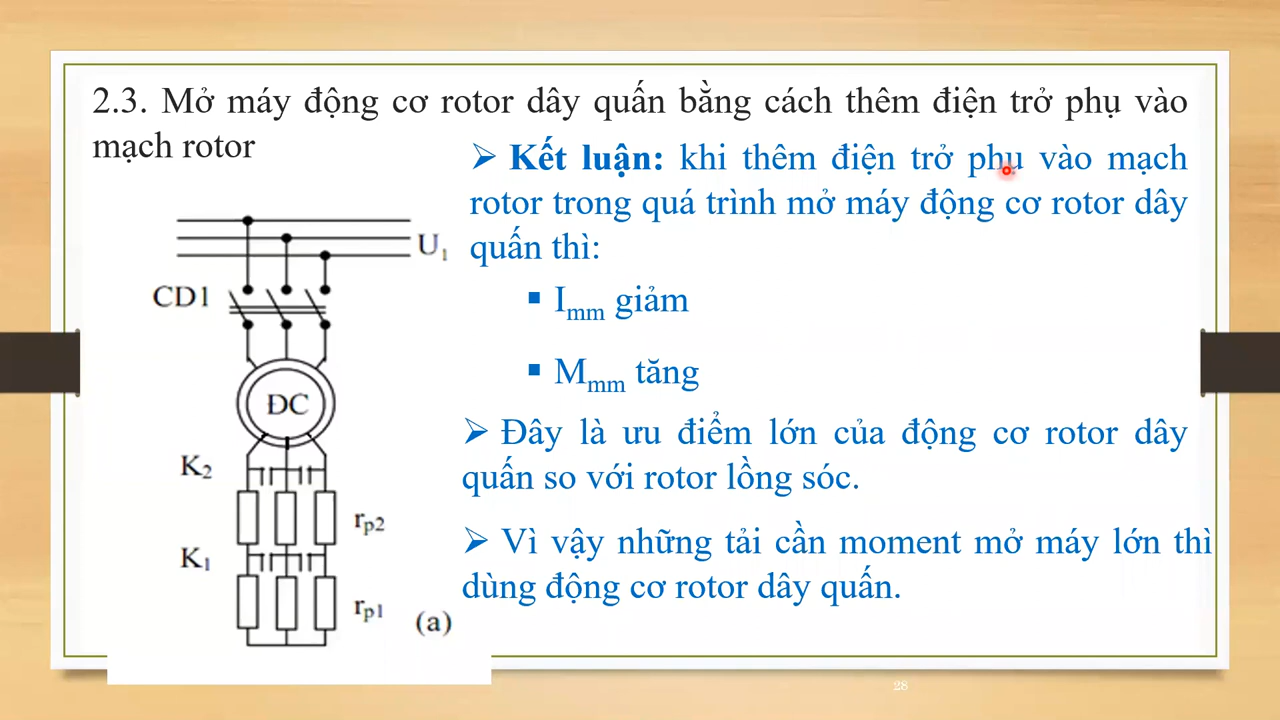 2.3. Mở máy động cơ rotor dây quấn bằng cách thêm điện trở phụ vào
mạch rotor
➢ Kết luận: khi thêm điện trở phụ vào mạch
rotor trong quá trình mở máy động cơ rotor dây
quấn thì:
▪ Imm giảm
▪ Mmm tăng
➢ Đây là ưu điểm lớn của động cơ rotor dây
quấn so với rotor lồng sóc.
➢ Vì vậy những tải cần moment mở máy lớn thì
dùng động cơ rotor dây quấn.
U1
CD1
ĐC
K2
rp2
K1
rp1
(a)
28